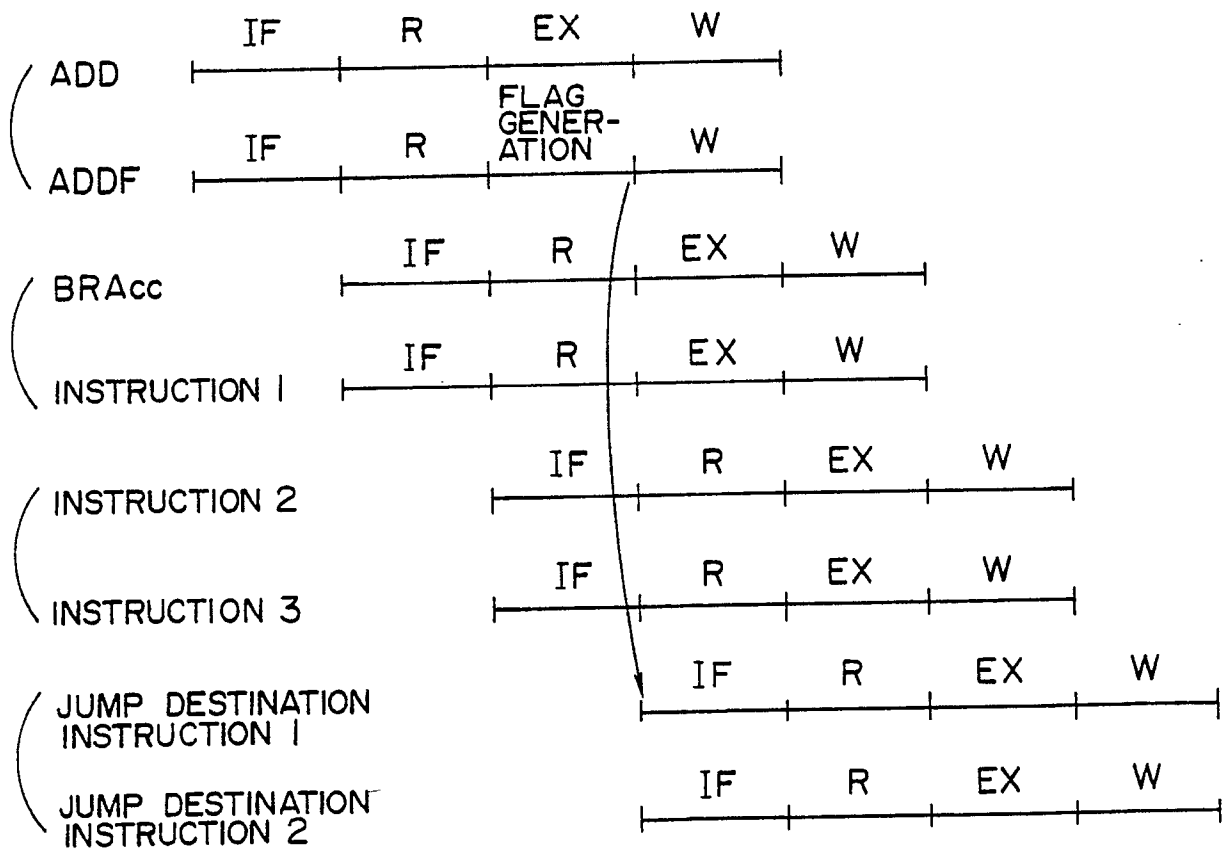 IF R EX W
ADD
IF R FLAG GENER-ATION W
ADDF
IF R EX W
BRAcc
IF R EX W
INSTRUCTION 1
IF R EX W
INSTRUCTION 2
IF R EX W
INSTRUCTION 3
IF R EX W
JUMP DESTINATION
INSTRUCTION 1
IF R EX W
JUMP DESTINATION
INSTRUCTION 2